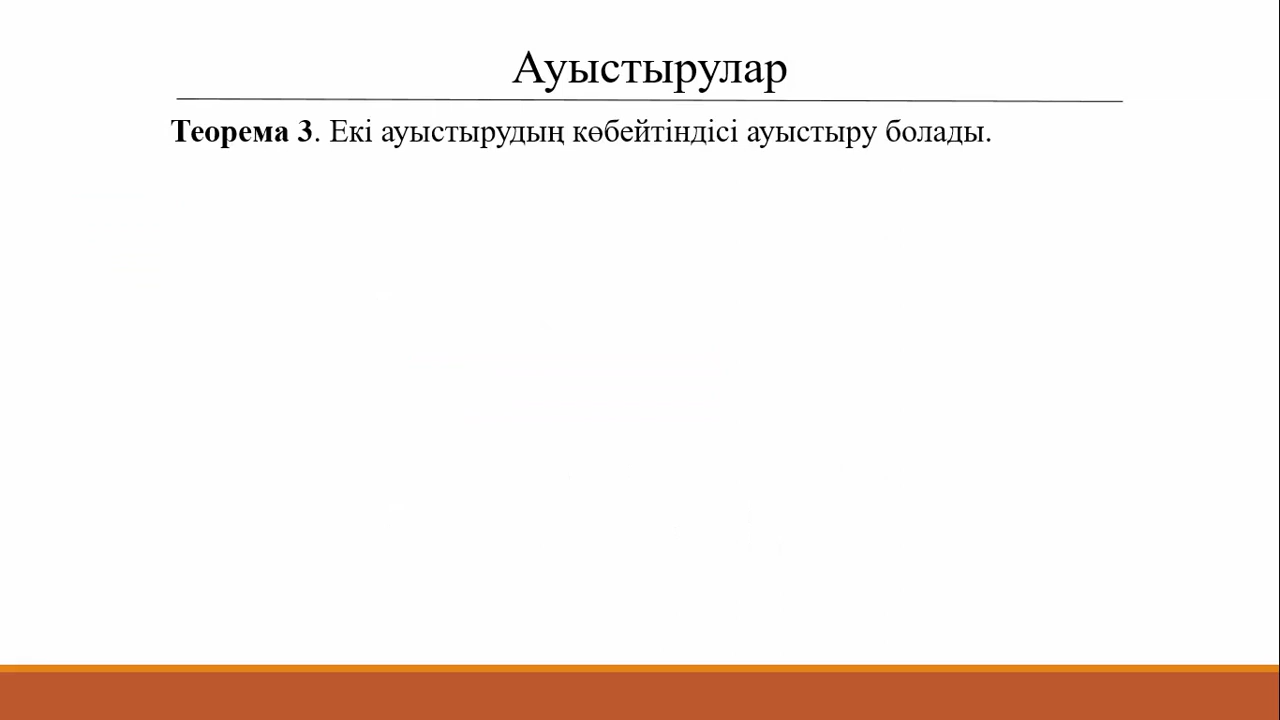 Ауыстырулар
Теорема 3. Екі ауыстырудың көбейтіндісі ауыстыру болады.